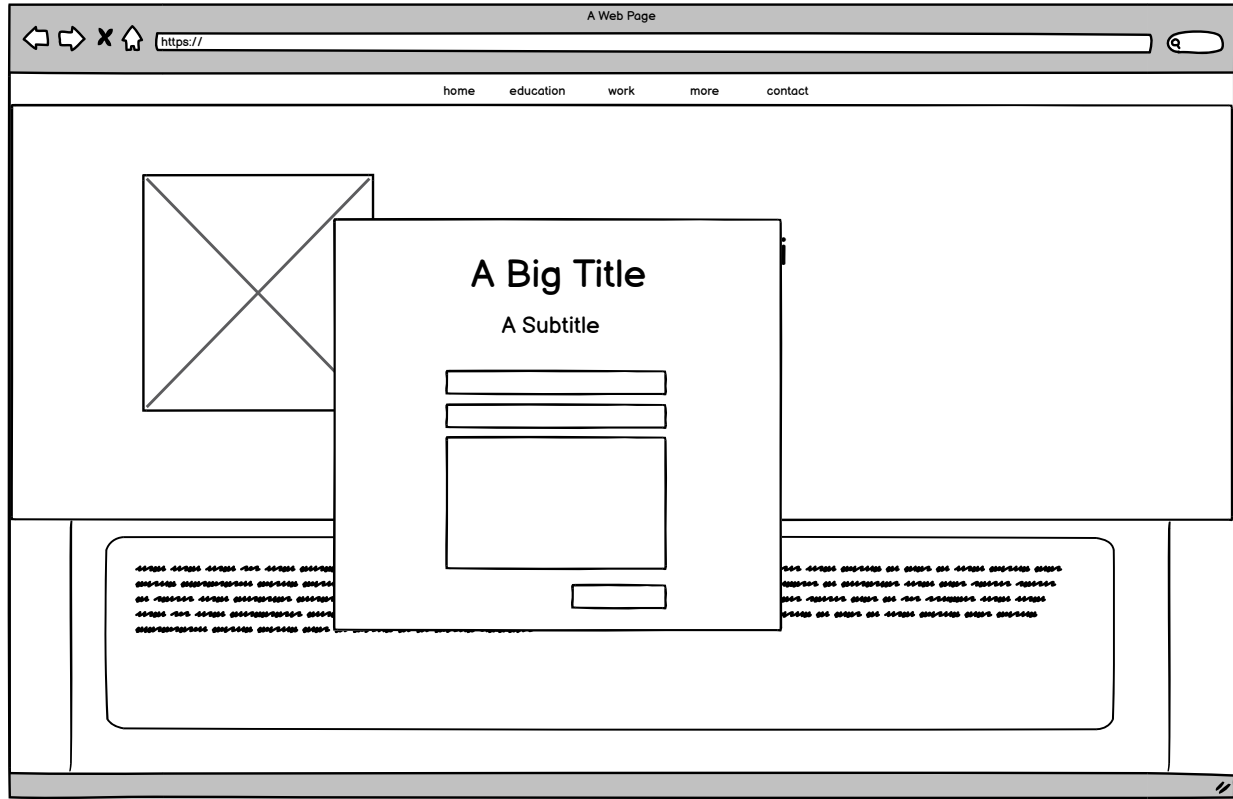 A Web Page
https://
home education work more contact
i
A Big Title
A Subtitle